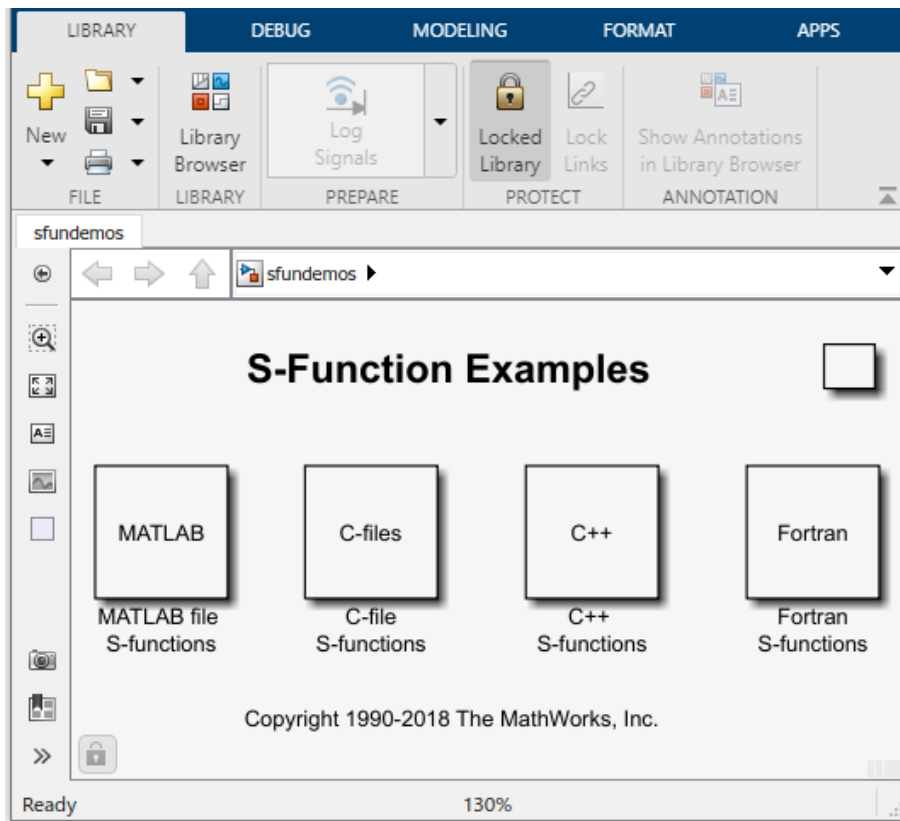 LIBRARY DEBUG MODELING FORMAT APPS
New
Library
Browser
Log
Signals
Locked
Library
Lock
Links
Show Annotations
in Library Browser
FILE LIBRARY PREPARE PROTECT ANNOTATION
sfundemos
sfundemos
S-Function Examples
MATLAB C-files C++ Fortran
MATLAB file
S-functions
C-file
S-functions
C++
S-functions
Fortran
S-functions
Copyright 1990-2018 The MathWorks, Inc.
Ready 130%